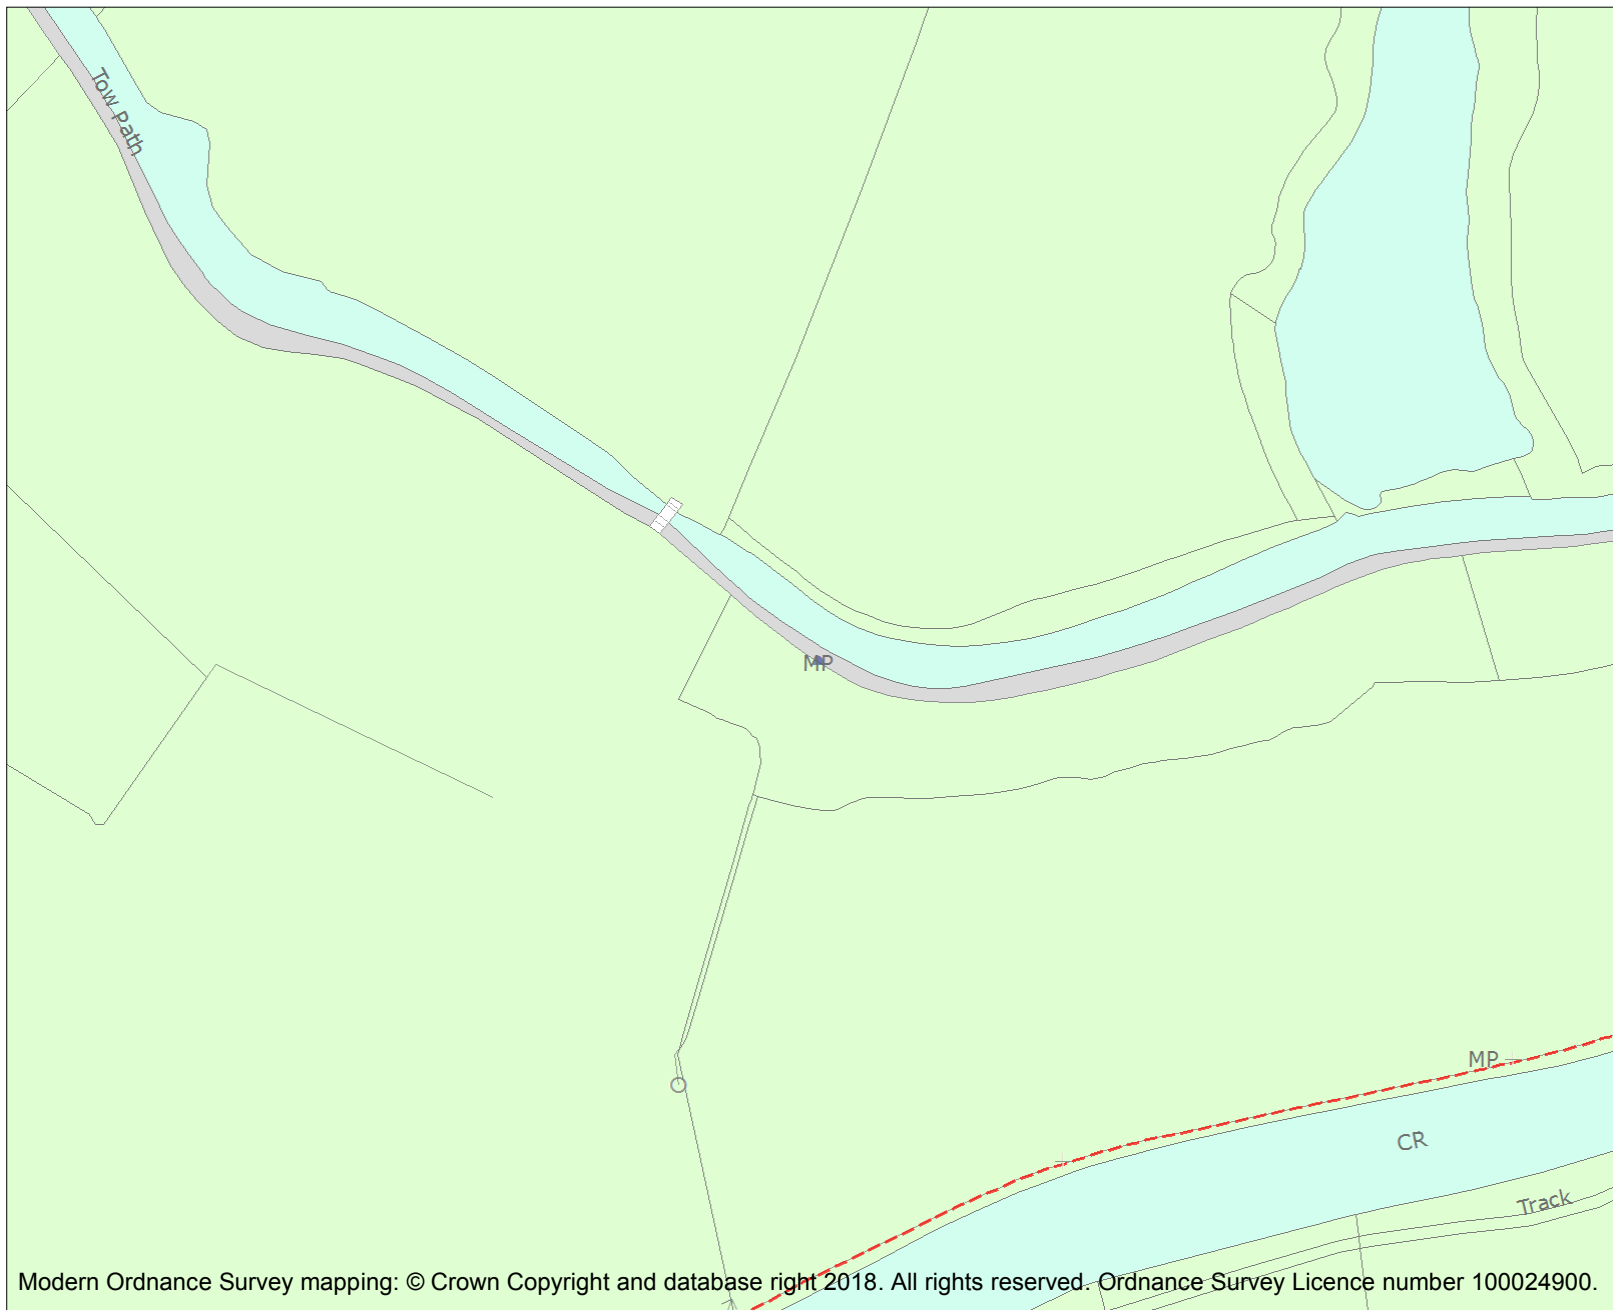 Tow Path
MP
MP
CR
Track
Modern Ordnance Survey mapping: © Crown Copyright and database right 2018. All rights reserved. Ordnance Survey Licence number 100024900.